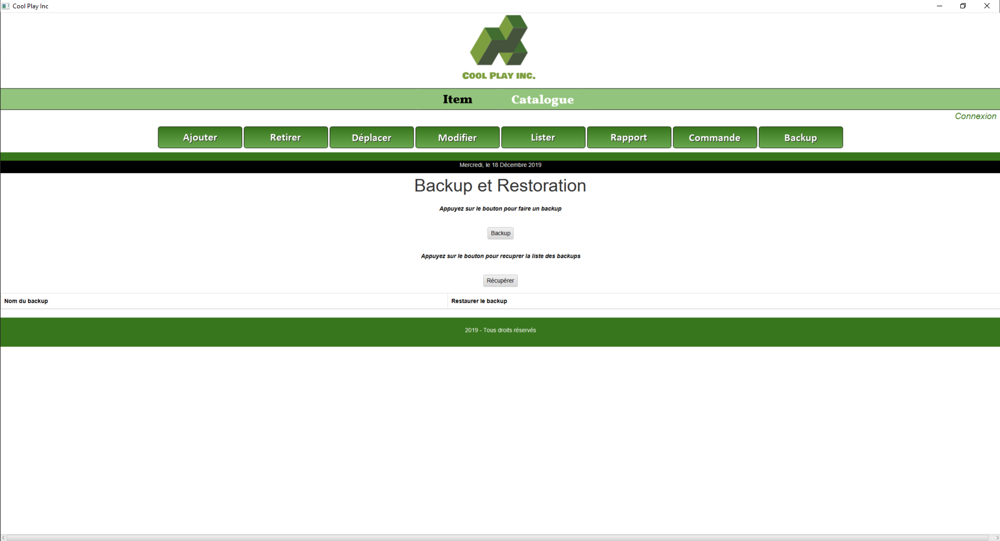 Cool Play Inc
COOL PLAY INC.
Item Catalogue
Connexion
Ajouter Retirer Déplacer Modifier Lister Rapport Commande Backup
Mercredi, le 18 Décembre 2019
Backup et Restoration
Appuyez sur le bouton pour faire un backup
Backup
Appuyez sur le bouton pour recuprer la liste des backups
Récupérer
Nom du backup Restaurer le backup
2019 - Tous droits réservés